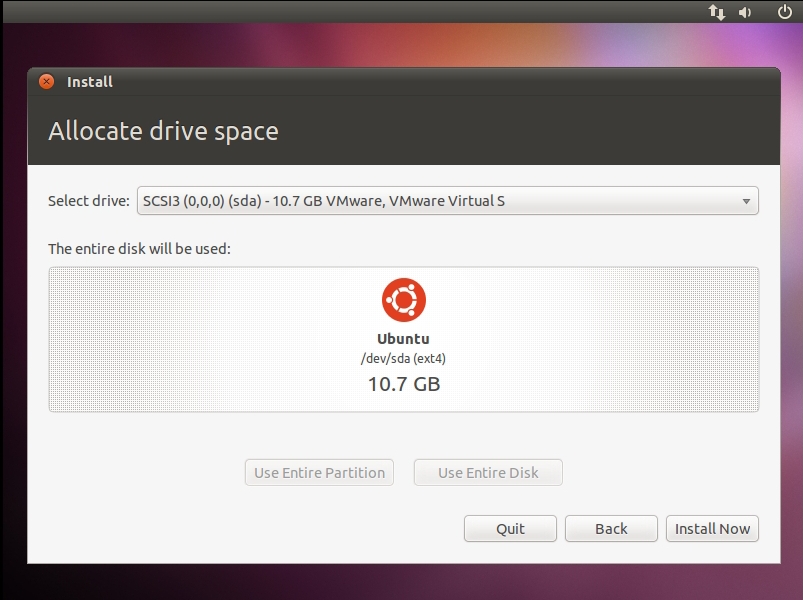 Install
Allocate drive space
Select drive: SCSI3 (0,0,0) (sda) - 10.7 GB VMware, VMware Virtual S
The entire disk will be used:
Ubuntu
/dev/sda (ext4)
10.7 GB
Use Entire Partition Use Entire Disk
Quit Back Install Now